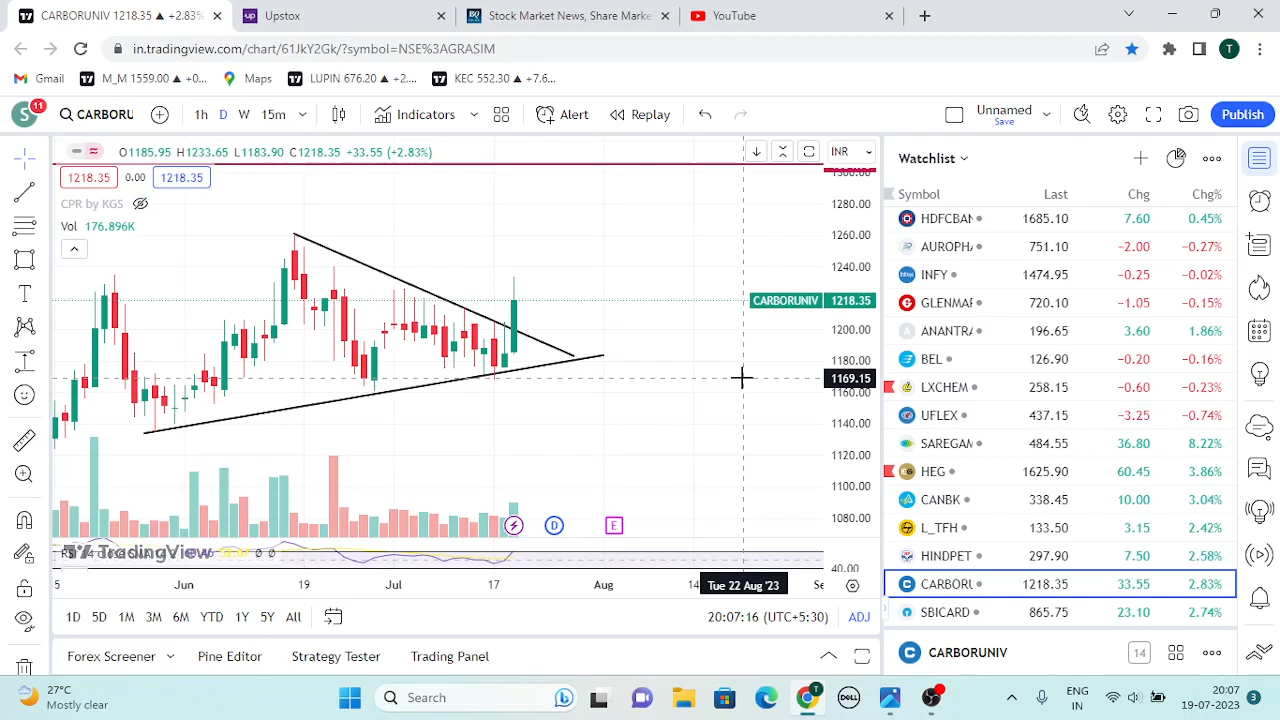 CARBORUNIV 1218.35 ▲ +2.83%
Upstox
Stock Market News, Share Marke
YouTube
in.tradingview.com/chart/61JkY2Gk/?symbol=NSE%3AGRASIM
T
Gmail
M_M 1559.00 ▲ +0...
Maps
LUPIN 676.20 ▲ +2....
KEC 552.30 ▲ +7.6...
S 11
CARBORU
1h D W 15m
Indicators
Alert
Replay
Unnamed
Save
Publish
O1185.95 H1233.65 L1183.90 C1218.35 +33.55 (+2.83%)
INR
1218.35 0.00 1218.35
CPR by KGS
Vol 176.896K
1280.00
1260.00
1240.00
CARBORUNIV 1218.35
1200.00
1180.00
1169.15
1160.00
1140.00
1120.00
1100.00
1080.00
D E
TradingView
40.00
5 Jun 19 Jul 17 Aug 14 Tue 22 Aug '23
1D 5D 1M 3M 6M YTD 1Y 5Y All
20:07:16 (UTC+5:30) ADJ
Forex Screener
Pine Editor
Strategy Tester
Trading Panel
Watchlist
Symbol Last Chg Chg%
HDFCBAN 1685.10 7.60 0.45%
AUROPHA 751.10 −2.00 −0.27%
INFY 1474.95 −0.25 −0.02%
GLENMAR 720.10 −1.05 −0.15%
ANANTRA 196.65 3.60 1.86%
BEL 126.90 −0.20 −0.16%
LXCHEM 258.15 −0.60 −0.23%
UFLEX 437.15 −3.25 −0.74%
SAREGAM 484.55 36.80 8.22%
HEG 1625.90 60.45 3.86%
CANBK 338.45 10.00 3.04%
L_TFH 133.50 3.15 2.42%
HINDPET 297.90 7.50 2.58%
CARBORU 1218.35 33.55 2.83%
SBICARD 865.75 23.10 2.74%
CARBORUNIV
14
27°C
Mostly clear
Search
DELL
ENG
IN
20:07
19-07-2023
3